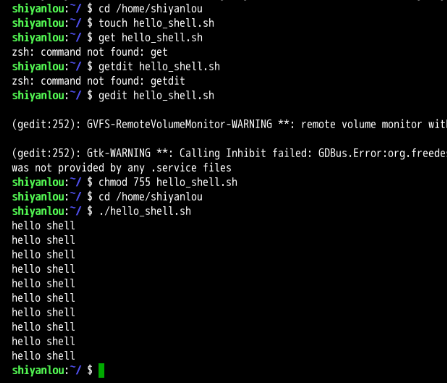 shiyanlou:~/ $ cd /home/shiyanlou
shiyanlou:~/ $ touch hello_shell.sh
shiyanlou:~/ $ get hello_shell.sh
zsh: command not found: get
shiyanlou:~/ $ getdit hello_shell.sh
zsh: command not found: getdit
shiyanlou:~/ $ gedit hello_shell.sh
(gedit:252): GVFS-RemoteVolumeMonitor-WARNING **: remote volume monitor with
(gedit:252): Gtk-WARNING **: Calling Inhibit failed: GDBus.Error:org.freede
was not provided by any .service files
shiyanlou:~/ $ chmod 755 hello_shell.sh
shiyanlou:~/ $ cd /home/shiyanlou
shiyanlou:~/ $ ./hello_shell.sh
hello shell
hello shell
hello shell
hello shell
hello shell
hello shell
hello shell
hello shell
hello shell
hello shell
shiyanlou:~/ $